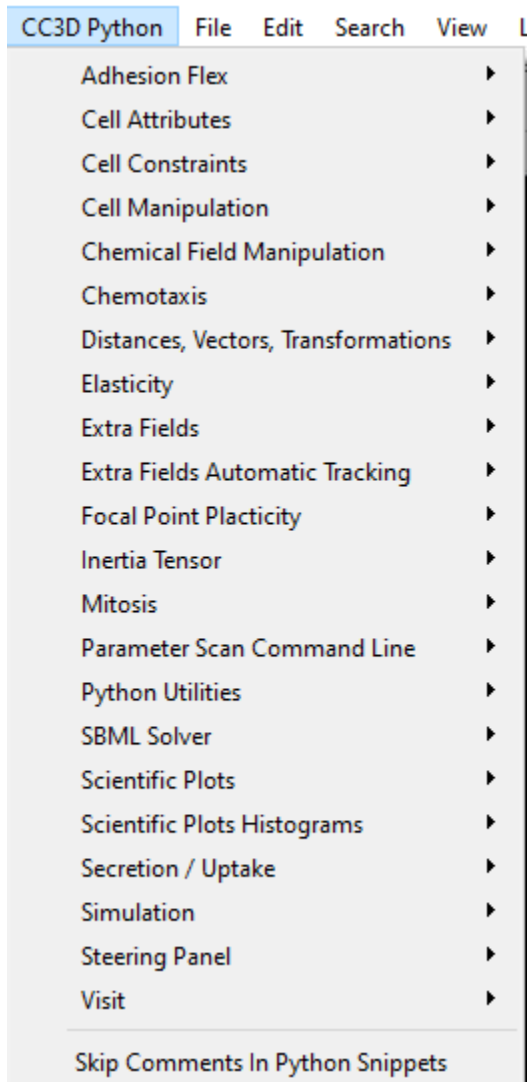 CC3D Python File Edit Search View
Adhesion Flex
Cell Attributes
Cell Constraints
Cell Manipulation
Chemical Field Manipulation
Chemotaxis
Distances, Vectors, Transformations
Elasticity
Extra Fields
Extra Fields Automatic Tracking
Focal Point Placticity
Inertia Tensor
Mitosis
Parameter Scan Command Line
Python Utilities
SBML Solver
Scientific Plots
Scientific Plots Histograms
Secretion / Uptake
Simulation
Steering Panel
Visit
Skip Comments In Python Snippets